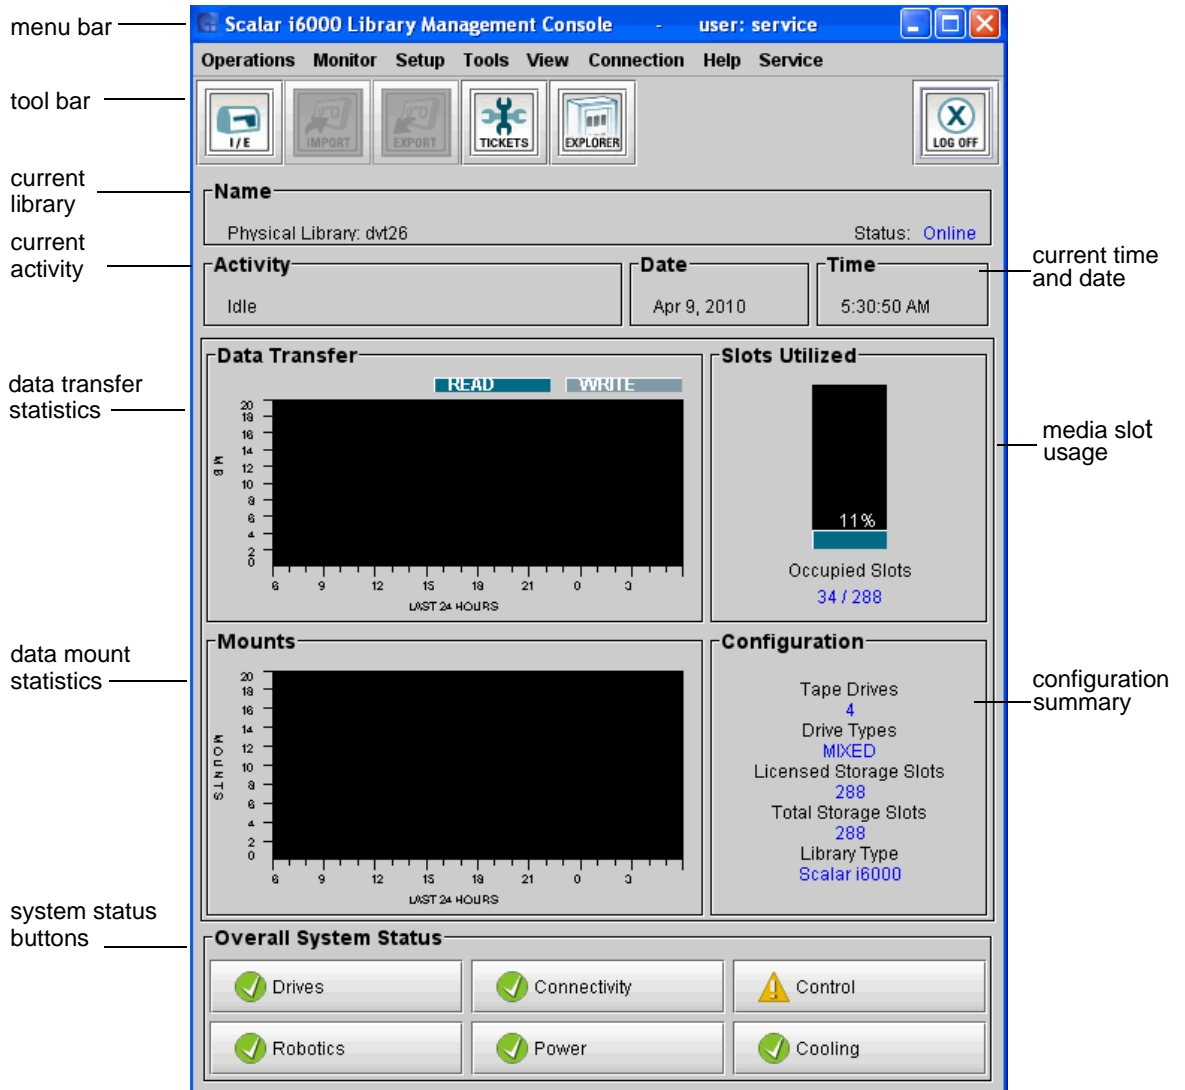 menu bar
Scalar i6000 Library Management Console - user: service
Operations Monitor Setup Tools View Connection Help Service
tool bar
I/E
IMPORT
EXPORT
TICKETS
EXPLORER
LOG OFF
current
library
Name
Physical Library: dvt26
Status: Online
current
activity
Activity
Idle
Date
Apr 9, 2010
Time
5:30:50 AM
current time
and date
data transfer
statistics
Data Transfer
READ
WRITE
MB
20
18
16
14
12
10
8
6
4
2
0
6 9 12 15 18 21 0 3
LAST 24 HOURS
Slots Utilized
11%
Occupied Slots
34 / 288
media slot
usage
data mount
statistics
Mounts
MOUNTS
20
18
16
14
12
10
8
6
4
2
0
6 9 12 15 18 21 0 3
LAST 24 HOURS
Configuration
Tape Drives
4
Drive Types
MIXED
Licensed Storage Slots
288
Total Storage Slots
288
Library Type
Scalar i6000
configuration
summary
system status
buttons
Overall System Status
Drives
Connectivity
Control
Robotics
Power
Cooling